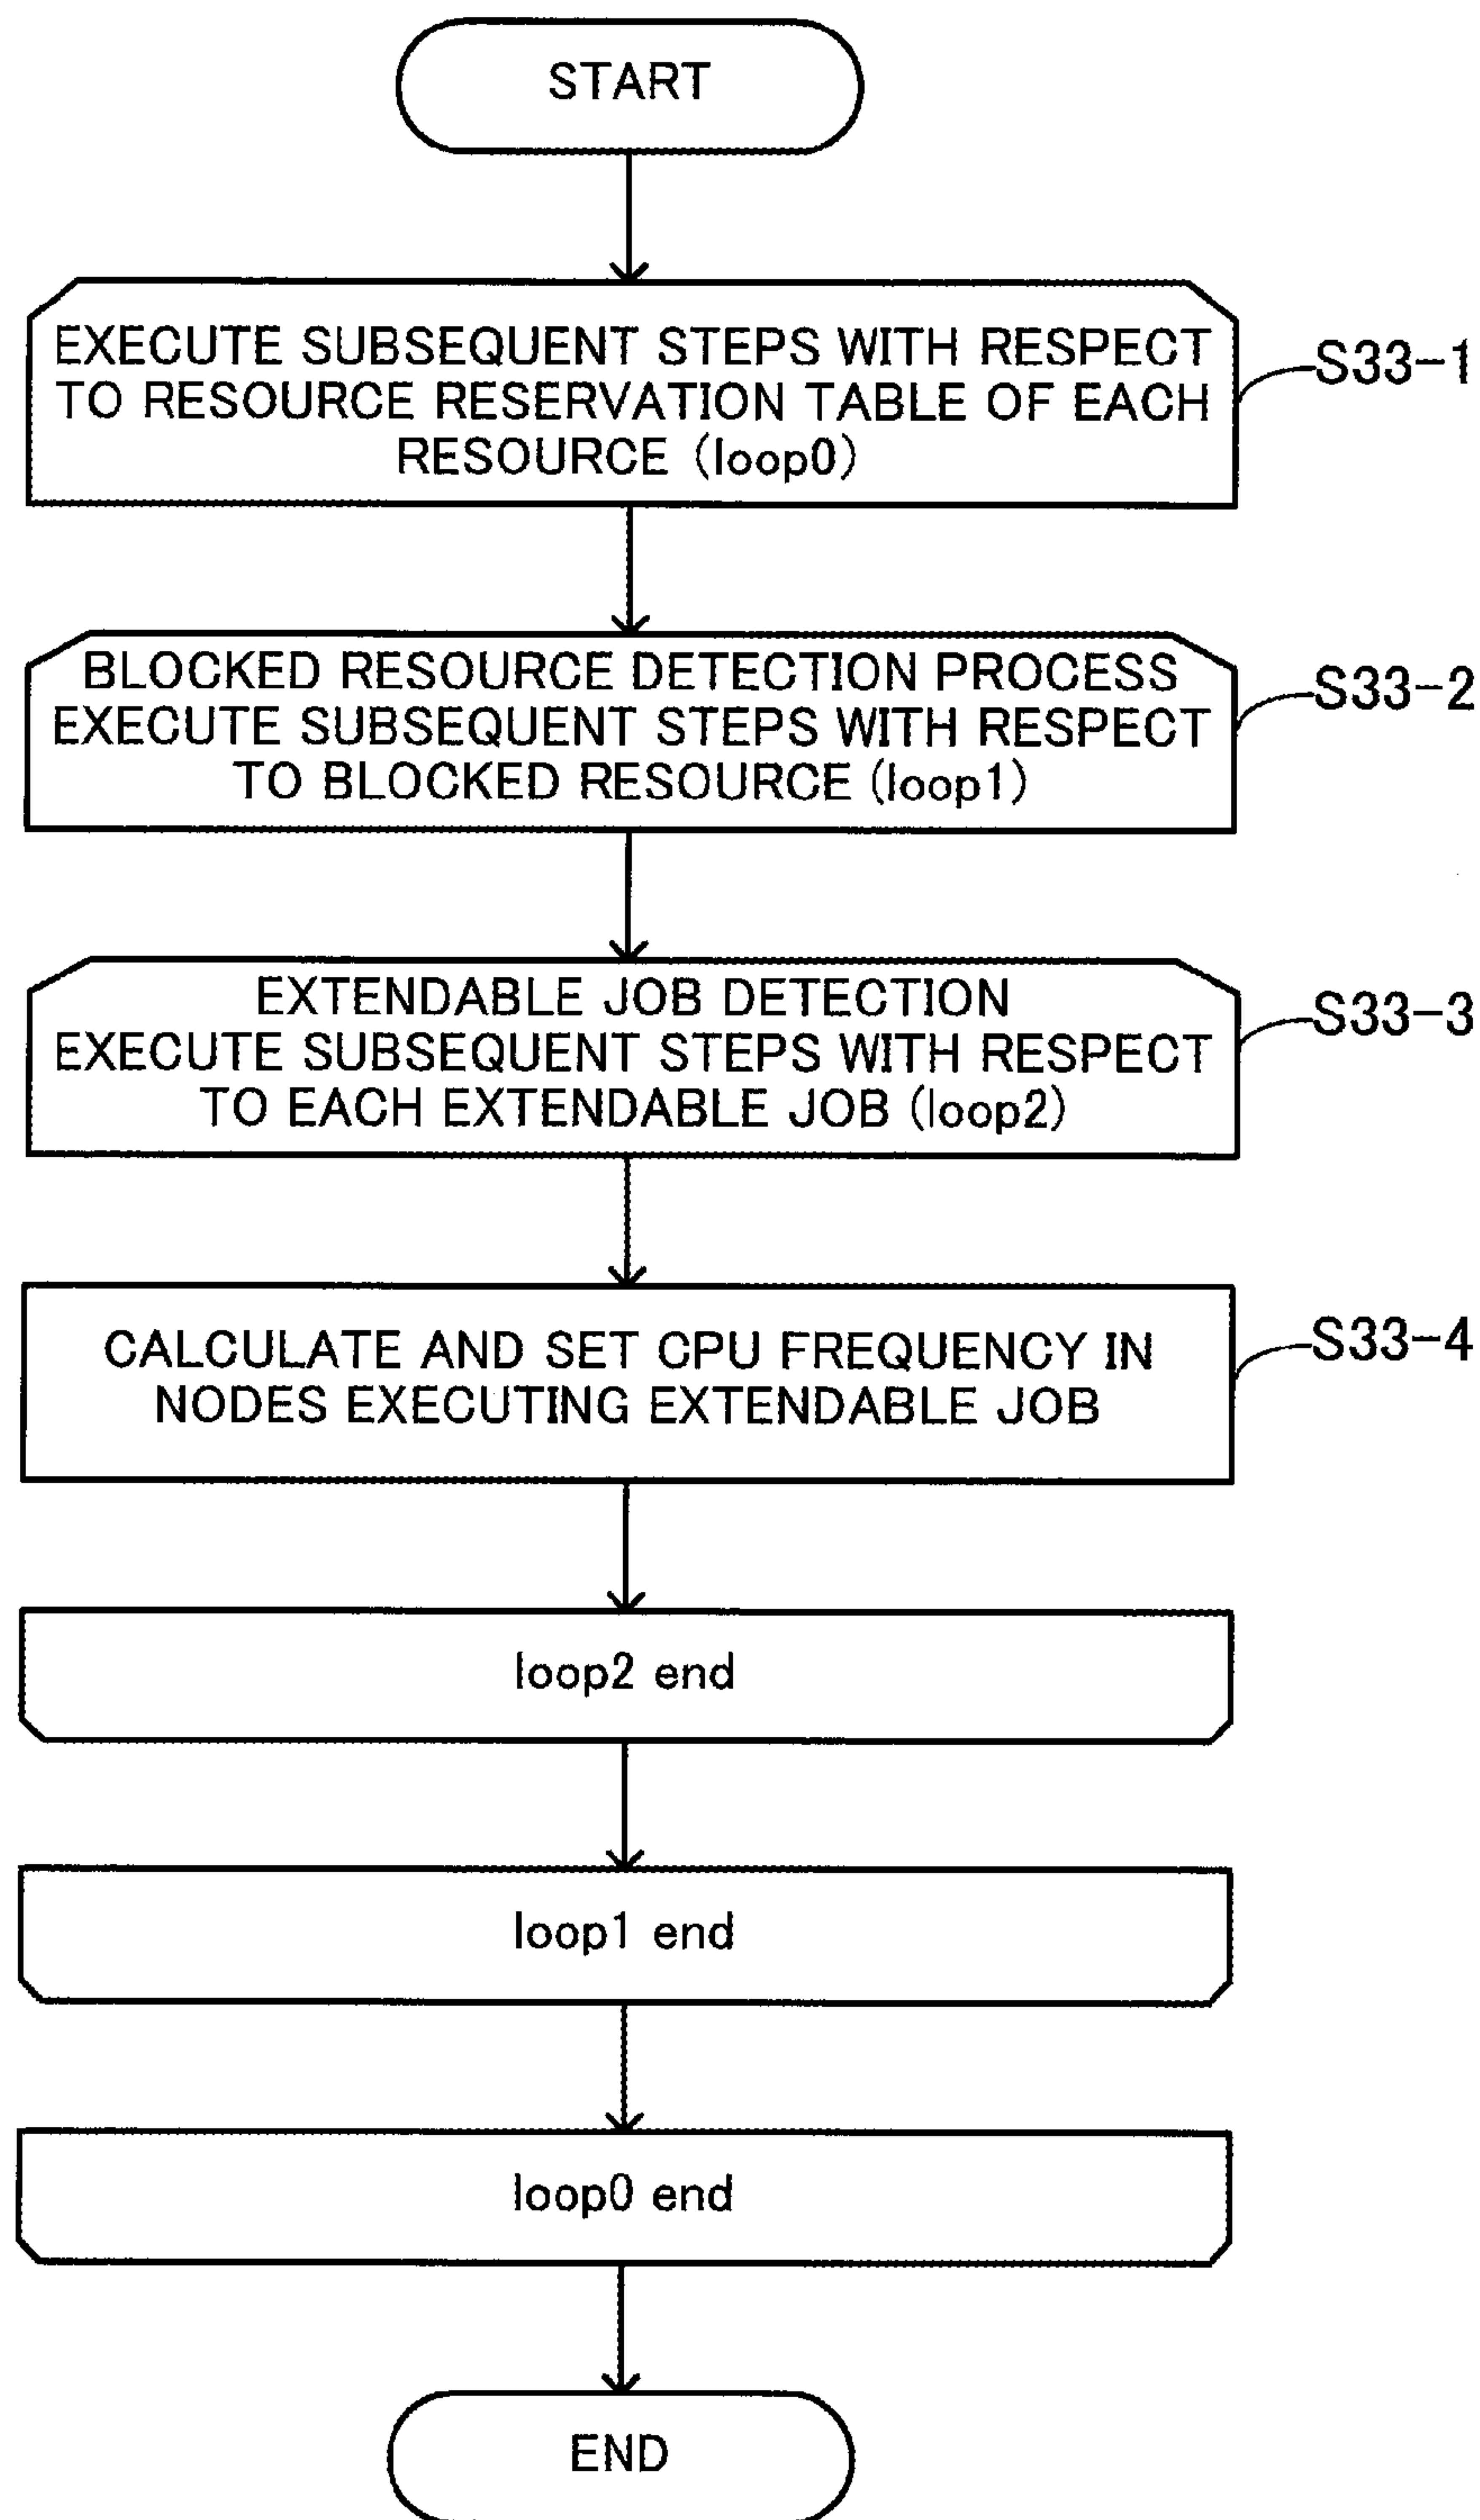 START
EXECUTE SUBSEQUENT STEPS WITH RESPECT
TO RESOURCE RESERVATION TABLE OF EACH
RESOURCE (loop0)
S33-1
BLOCKED RESOURCE DETECTION PROCESS
EXECUTE SUBSEQUENT STEPS WITH RESPECT
TO BLOCKED RESOURCE (loop1)
S33-2
EXTENDABLE JOB DETECTION
EXECUTE SUBSEQUENT STEPS WITH RESPECT
TO EACH EXTENDABLE JOB (loop2)
S33-3
CALCULATE AND SET CPU FREQUENCY IN
NODES EXECUTING EXTENDABLE JOB
S33-4
loop2 end
loop1 end
loop0 end
END